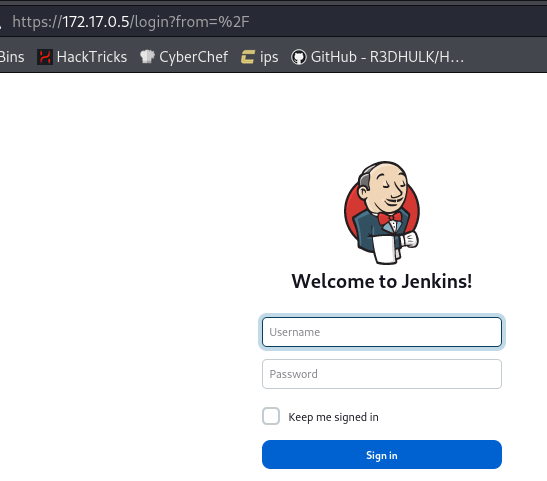 https://172.17.0.5/login?from=%2F
Bins HackTricks CyberChef ips GitHub - R3DHULK/H...
Welcome to Jenkins!
Username
Password
Keep me signed in
Sign in